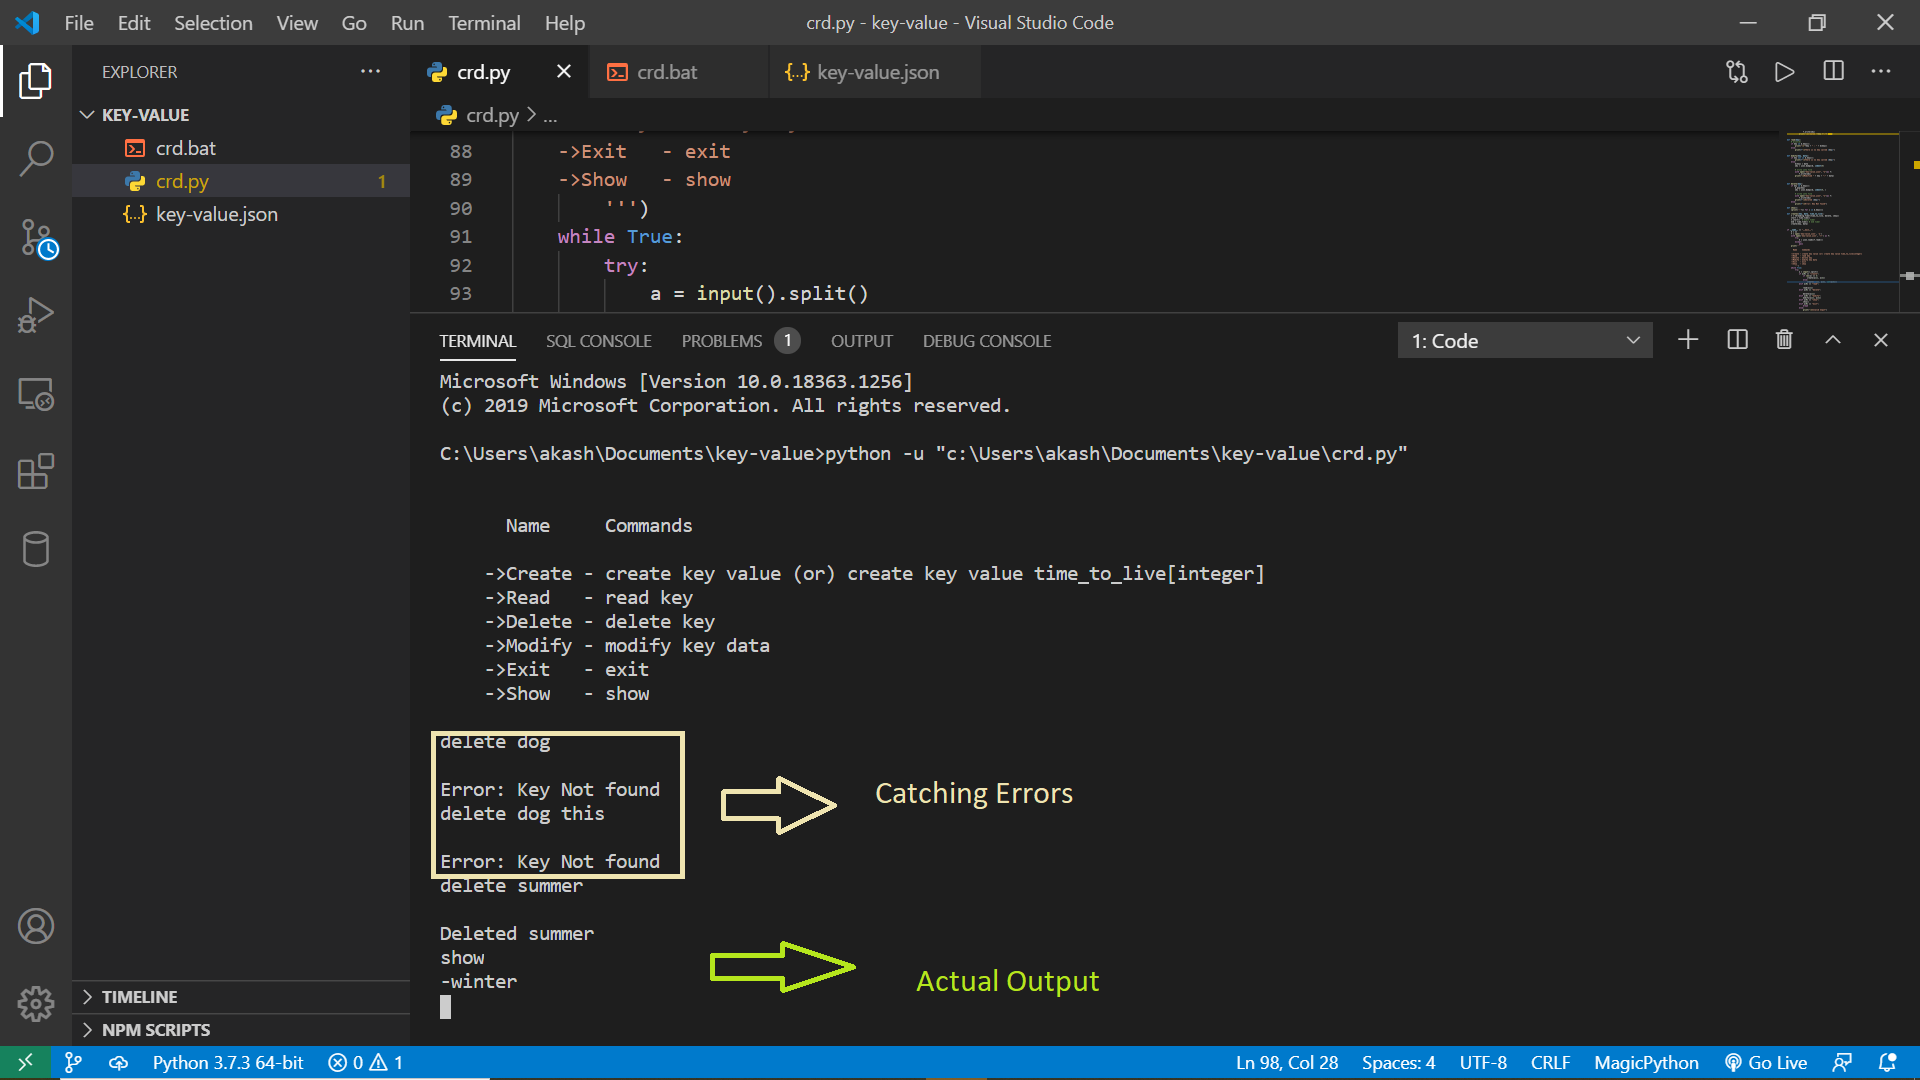 File Edit Selection View Go Run Terminal Help
crd.py - key-value - Visual Studio Code
EXPLORER
KEY-VALUE
crd.bat
crd.py 1
key-value.json
TIMELINE
NPM SCRIPTS
crd.py crd.bat key-value.json
crd.py > ...
88 ->Exit - exit
89 ->Show - show
90 ''')
91 while True:
92 try:
93 a = input().split()
TERMINAL SQL CONSOLE PROBLEMS 1 OUTPUT DEBUG CONSOLE
1: Code
Microsoft Windows [Version 10.0.18363.1256]
(c) 2019 Microsoft Corporation. All rights reserved.
C:\Users\akash\Documents\key-value>python -u "c:\Users\akash\Documents\key-value\crd.py"
Name Commands
->Create - create key value (or) create key value time_to_live[integer]
->Read - read key
->Delete - delete key
->Modify - modify key data
->Exit - exit
->Show - show
delete dog
Error: Key Not found
delete dog this
Error: Key Not found
Catching Errors
delete summer
Deleted summer
show
-winter
Actual Output
Python 3.7.3 64-bit 0 1
Ln 98, Col 28 Spaces: 4 UTF-8 CRLF MagicPython Go Live